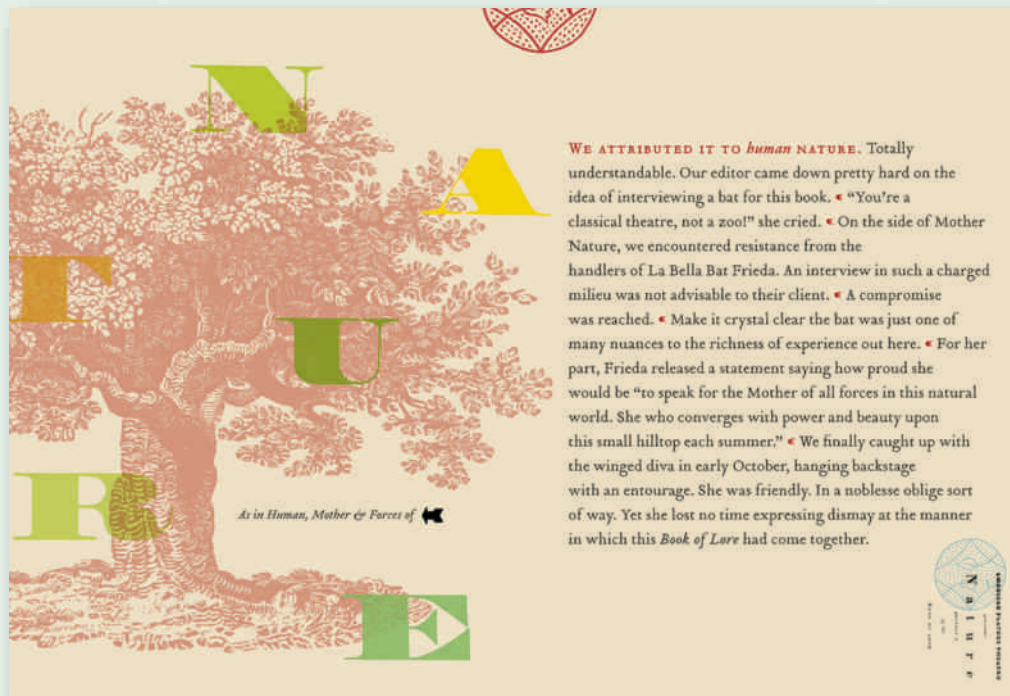 N
A
T
U
R
E
As in Human, Mother & Forces of
WE ATTRIBUTED IT TO human NATURE. Totally
understandable. Our editor came down pretty hard on the
idea of interviewing a bat for this book. “You’re a
classical theatre, not a zoo!” she cried. On the side of Mother
Nature, we encountered resistance from the
handlers of La Bella Bat Frieda. An interview in such a charged
milieu was not advisable to their client. A compromise
was reached. Make it crystal clear the bat was just one of
many nuances to the richness of experience out here. For her
part, Frieda released a statement saying how proud she
would be “to speak for the Mother of all forces in this natural
world. She who converges with power and beauty upon
this small hilltop each summer.” We finally caught up with
the winged diva in early October, hanging backstage
with an entourage. She was friendly. In a noblesse oblige sort
of way. Yet she lost no time expressing dismay at the manner
in which this Book of Lore had come together.
AMERICAN PLAYERS THEATRE
Nature
BOOK OF LORE